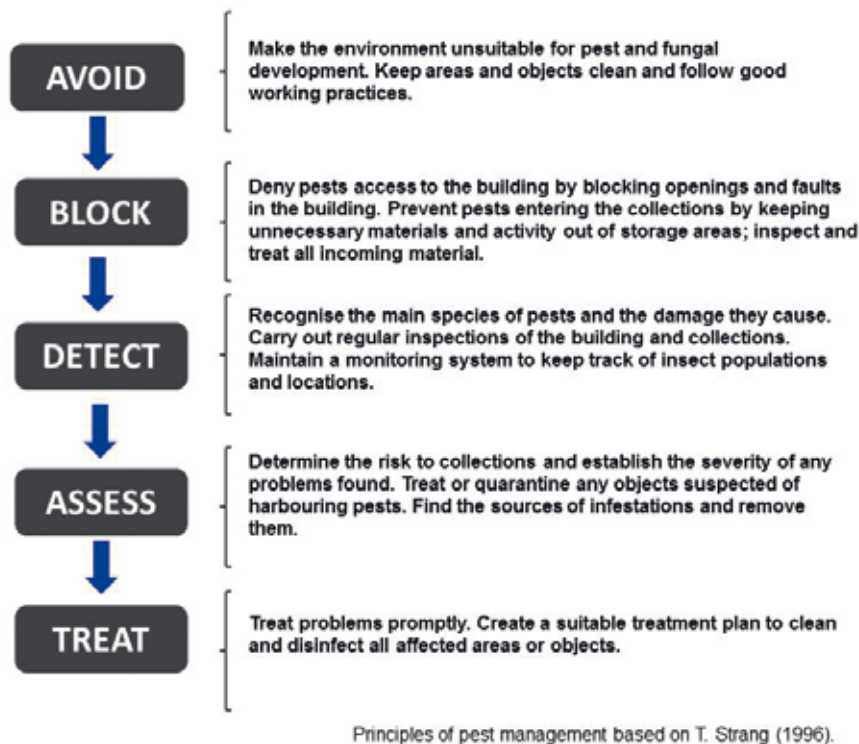 AVOID
Make the environment unsuitable for pest and fungal
development. Keep areas and objects clean and follow good
working practices.
BLOCK
Deny pests access to the building by blocking openings and faults
in the building. Prevent pests entering the collections by keeping
unnecessary materials and activity out of storage areas; inspect and
treat all incoming material.
DETECT
Recognise the main species of pests and the damage they cause.
Carry out regular inspections of the building and collections.
Maintain a monitoring system to keep track of insect populations
and locations.
ASSESS
Determine the risk to collections and establish the severity of any
problems found. Treat or quarantine any objects suspected of
harbouring pests. Find the sources of infestations and remove
them.
TREAT
Treat problems promptly. Create a suitable treatment plan to clean
and disinfect all affected areas or objects.
Principles of pest management based on T. Strang (1996).